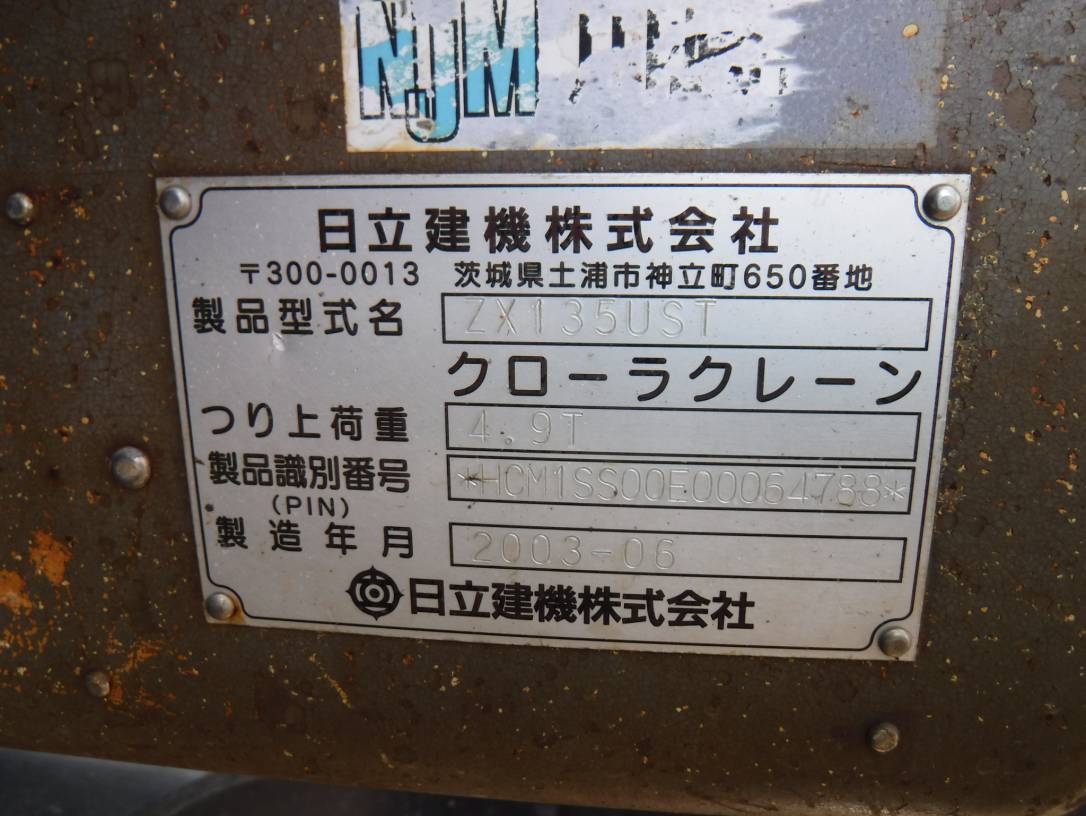 NJM
日立建機株式会社
〒300-0013 茨城県土浦市神立町650番地
製品型式名 ZX135UST
クローラクレーン
つり上荷重 4.9T
製品識別番号 *HCM1SS00E00064788*
(PIN)
製造年月 2003-06
日立建機株式会社